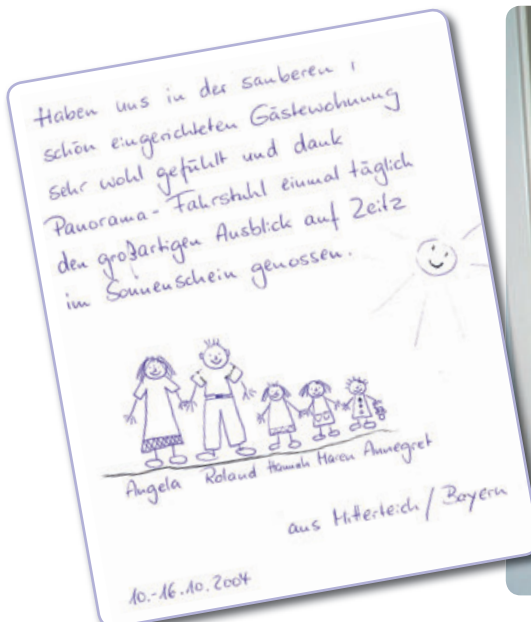 Haben uns in der sauberen,
schön eingerichteten Gästewohnung
sehr wohl gefühlt und dank
Panorama-Fahrstuhl einmal täglich
den großartigen Ausblick auf Zeitz
im Sonnenschein genossen.
Angela Roland Hannah Maren Annegret
aus Mitterteich / Bayern
10.-16.10.2004